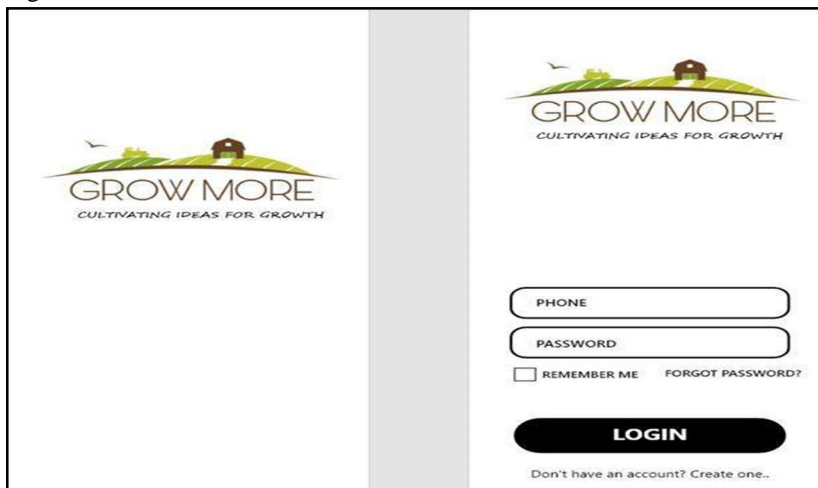 GROW MORE
CULTIVATING IDEAS FOR GROWTH
GROW MORE
CULTIVATING IDEAS FOR GROWTH
PHONE
PASSWORD
REMEMBER ME FORGOT PASSWORD?
LOGIN
Don't have an account? Create one..